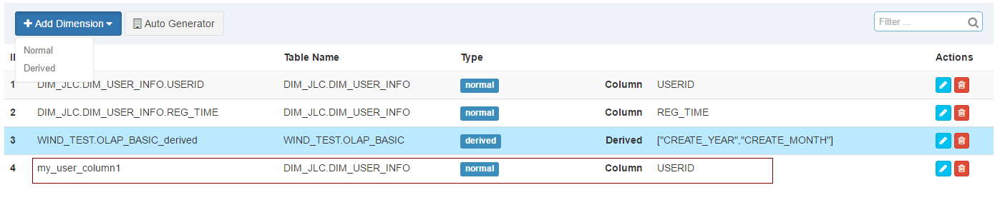 Add Dimension Auto Generator Filter ...
Normal
Derived
Table Name Type Actions
1 DIM_JLC.DIM_USER_INFO.USERID DIM_JLC.DIM_USER_INFO normal Column USERID
2 DIM_JLC.DIM_USER_INFO.REG_TIME DIM_JLC.DIM_USER_INFO normal Column REG_TIME
3 WIND_TEST.OLAP_BASIC_derived WIND_TEST.OLAP_BASIC derived Derived ["CREATE_YEAR","CREATE_MONTH"]
4 my_user_column1 DIM_JLC.DIM_USER_INFO normal Column USERID